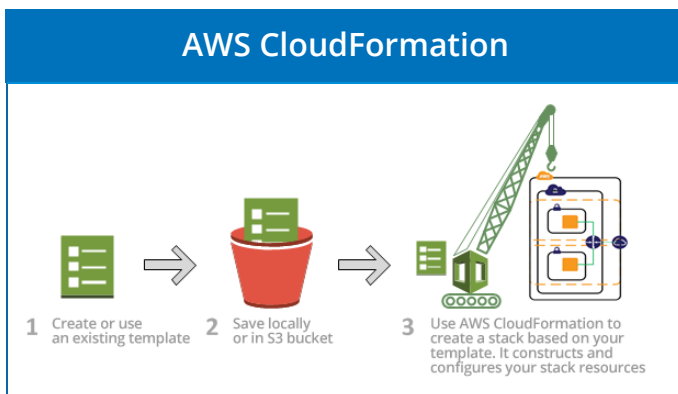 AWS CloudFormation
1 Create or use
an existing template
2 Save locally
or in S3 bucket
3 Use AWS CloudFormation to
create a stack based on your
template. It constructs and
configures your stack resources